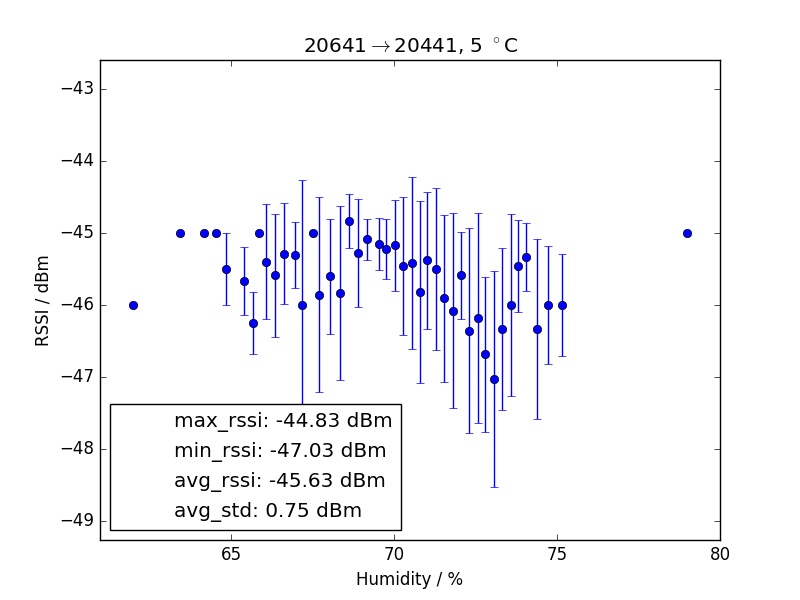 20641→20441, 5 °C
RSSI / dBm
−43
−44
−45
−46
−47
−48
−49
max_rssi: -44.83 dBm
min_rssi: -47.03 dBm
avg_rssi: -45.63 dBm
avg_std: 0.75 dBm
65 70 75 80
Humidity / %